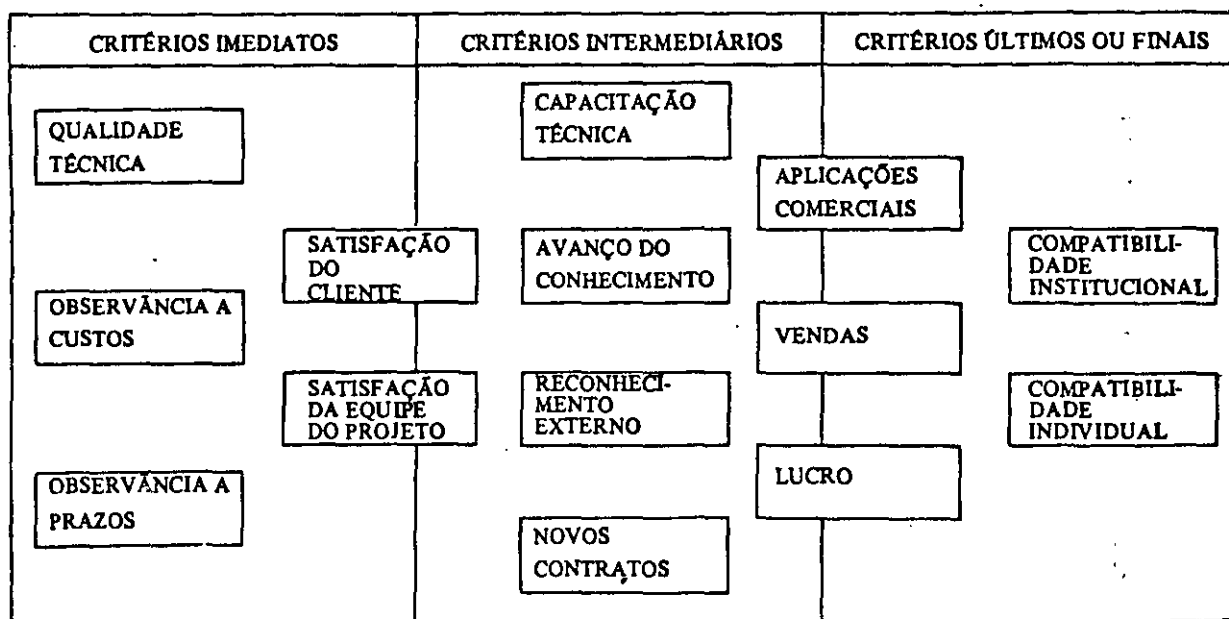 CRITÉRIOS IMEDIATOS
CRITÉRIOS INTERMEDIÁRIOS
CRITÉRIOS ÚLTIMOS OU FINAIS
QUALIDADE
TÉCNICA
OBSERVÂNCIA A
CUSTOS
OBSERVÂNCIA A
PRAZOS
SATISFAÇÃO
DO
CLIENTE
SATISFAÇÃO
DA EQUIPE
DO PROJETO
CAPACITAÇÃO
TÉCNICA
AVANÇO DO
CONHECIMENTO
RECONHECI-
MENTO
EXTERNO
NOVOS
CONTRATOS
APLICAÇÕES
COMERCIAIS
VENDAS
LUCRO
COMPATIBILI-
DADE
INSTITUCIONAL
COMPATIBILI-
DADE
INDIVIDUAL